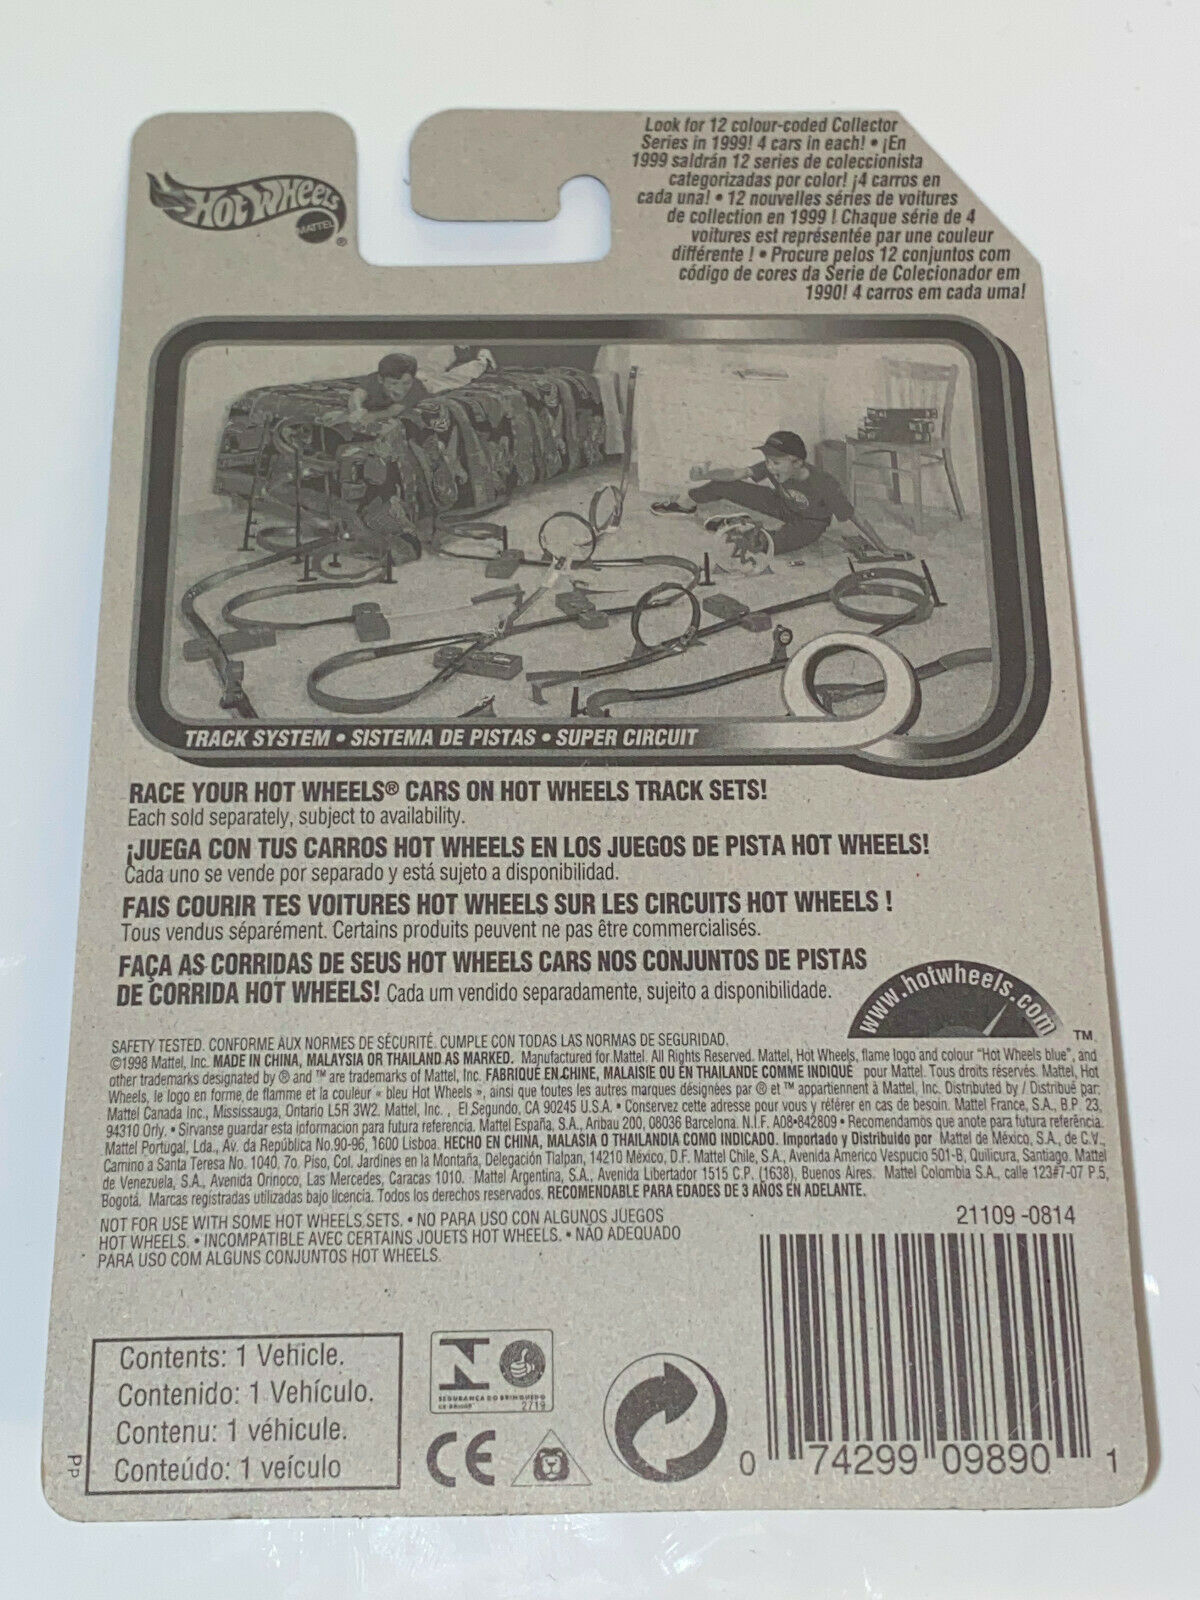 Hot Wheels
MATTEL
®
Look for 12 colour-coded Collector
Series in 1999! 4 cars in each! • ¡En
1999 saldrán 12 series de coleccionista
categorizadas por color! ¡4 carros en
cada una! • 12 nouvelles séries de voitures
de collection en 1999 ! Chaque série de 4
voitures est représentée par une couleur
différente ! • Procure pelos 12 conjuntos com
código de cores da Serie de Colecionador em
1990! 4 carros em cada uma!
TRACK SYSTEM • SISTEMA DE PISTAS • SUPER CIRCUIT
RACE YOUR HOT WHEELS® CARS ON HOT WHEELS TRACK SETS!
Each sold separately, subject to availability.
¡JUEGA CON TUS CARROS HOT WHEELS EN LOS JUEGOS DE PISTA HOT WHEELS!
Cada uno se vende por separado y está sujeto a disponibilidad.
FAIS COURIR TES VOITURES HOT WHEELS SUR LES CIRCUITS HOT WHEELS !
Tous vendus séparément. Certains produits peuvent ne pas être commercialisés.
FAÇA AS CORRIDAS DE SEUS HOT WHEELS CARS NOS CONJUNTOS DE PISTAS
DE CORRIDA HOT WHEELS! Cada um vendido separadamente, sujeito a disponibilidade.
www.hotwheels.com
TM
SAFETY TESTED. CONFORME AUX NORMES DE SÉCURITÉ. CUMPLE CON TODAS LAS NORMAS DE SEGURIDAD.
©1998 Mattel, Inc. MADE IN CHINA, MALAYSIA OR THAILAND AS MARKED. Manufactured for Mattel. All Rights Reserved. Mattel, Hot Wheels, flame logo and colour "Hot Wheels blue", and
other trademarks designated by ® and ™ are trademarks of Mattel, Inc. FABRIQUÉ EN CHINE, MALAISIE OU EN THAILANDE COMME INDIQUÉ pour Mattel. Tous droits réservés. Mattel, Hot
Wheels, le logo en forme de flamme et la couleur « bleu Hot Wheels », ainsi que toutes les autres marques désignées par ® et ™ appartiennent à Mattel, Inc. Distributed by / Distribué par:
Mattel Canada Inc., Mississauga, Ontario L5R 3W2. Mattel, Inc., El Segundo, CA 90245 U.S.A. • Conservez cette adresse pour vous y référer en cas de besoin. Mattel France, S.A., B.P. 23,
94310 Orly. • Sirvanse guardar esta informacion para futura referencia. Mattel España, S.A., Aribau 200, 08036 Barcelona. N.I.F. A08•842809 • Recomendamos que anote para futura referência.
Mattel Portugal, Lda., Av. da República No.90-96, 1600 Lisboa. HECHO EN CHINA, MALASIA O THAILANDIA COMO INDICADO. Importado y Distribuido por Mattel de México, S.A., de C.V.,
Camino a Santa Teresa No. 1040, 7o. Piso, Col. Jardines en la Montaña, Delegación Tlalpan, 14210 México, D.F. Mattel Chile, S.A., Avenida Americo Vespucio 501-B, Quilicura, Santiago. Mattel
de Venezuela, S.A., Avenida Orinoco, Las Mercedes, Caracas 1010. Mattel Argentina, S.A., Avenida Libertador 1515 C.P. (1638), Buenos Aires. Mattel Colombia S.A., calle 123#7-07 P.5,
Bogotá. Marcas registradas utilizadas bajo licencia. Todos los derechos reservados. RECOMENDABLE PARA EDADES DE 3 AÑOS EN ADELANTE.
NOT FOR USE WITH SOME HOT WHEELS SETS. • NO PARA USO CON ALGUNOS JUEGOS
HOT WHEELS. • INCOMPATIBLE AVEC CERTAINS JOUETS HOT WHEELS. • NÃO ADEQUADO
PARA USO COM ALGUNS CONJUNTOS HOT WHEELS.
21109-0814
Contents: 1 Vehicle.
Contenido: 1 Vehículo.
Contenu: 1 véhicule.
Conteúdo: 1 veículo
PP
SEGURANÇA DO BRINQUEDO
2719
CE
0 74299 09890 1